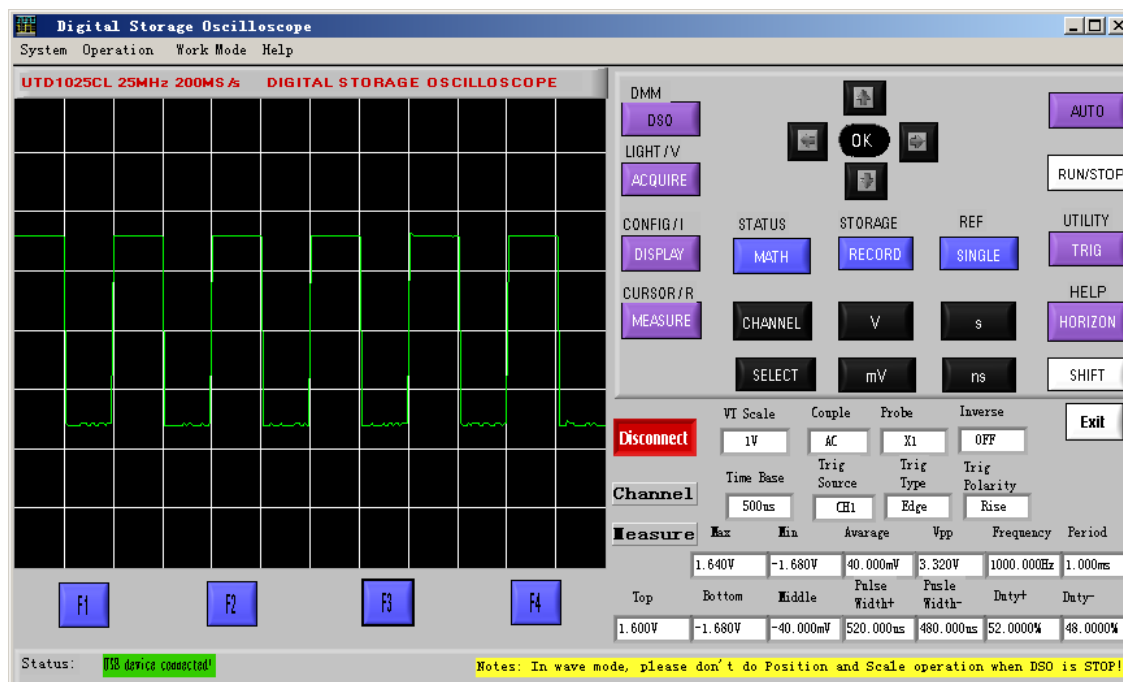 Digital Storage Oscilloscope
System Operation Work Mode Help
UTD1025CL 25MHz 200MS/s DIGITAL STORAGE OSCILLOSCOPE
DMM
DSO
AUTO
OK
LIGHT/V
ACQUIRE
RUN/STOP
CONFIG/I STATUS STORAGE REF UTILITY
DISPLAY MATH RECORD SINGLE TRIG
CURSOR/R HELP
MEASURE CHANNEL V s HORIZON
SELECT mV ns SHIFT
VT Scale Couple Probe Inverse
Exit
Disconnect 1V AC X1 OFF
Time Base Trig Source Trig Type Trig Polarity
Channel
500us CH1 Edge Rise
Measure Max Min Avarage Vpp Frequency Period
1.640V -1.680V 40.000mV 3.320V 1000.000Hz 1.000ms
F1 F2 F3 F4
Top Bottom Middle Pulse Width+ Pusle Width- Duty+ Duty-
1.600V -1.680V -40.000mV 520.000us 480.000us 52.0000% 48.0000%
Status: USB device connected!
Notes: In wave mode, please don't do Position and Scale operation when DSO is STOP!